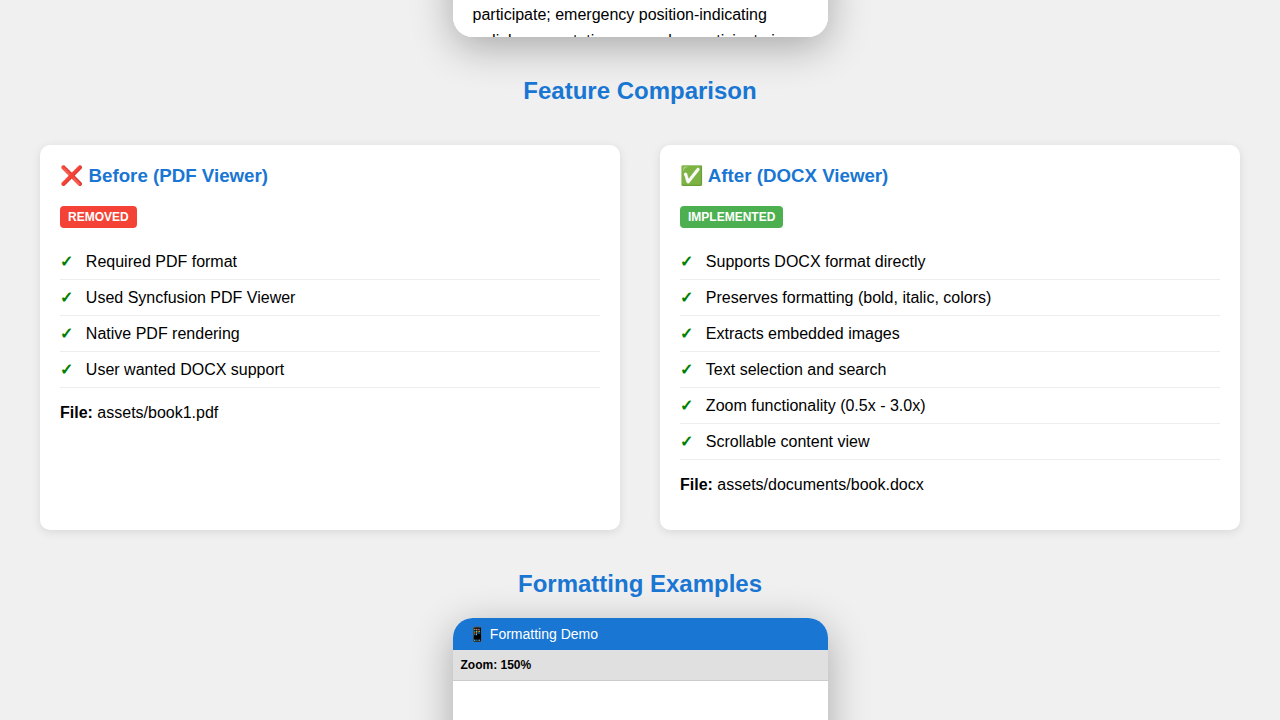 participate; emergency position-indicating
Feature Comparison
❌ Before (PDF Viewer)
REMOVED
✓ Required PDF format
✓ Used Syncfusion PDF Viewer
✓ Native PDF rendering
✓ User wanted DOCX support
File: assets/book1.pdf
✅ After (DOCX Viewer)
IMPLEMENTED
✓ Supports DOCX format directly
✓ Preserves formatting (bold, italic, colors)
✓ Extracts embedded images
✓ Text selection and search
✓ Zoom functionality (0.5x - 3.0x)
✓ Scrollable content view
File: assets/documents/book.docx
Formatting Examples
📱 Formatting Demo
Zoom: 150%